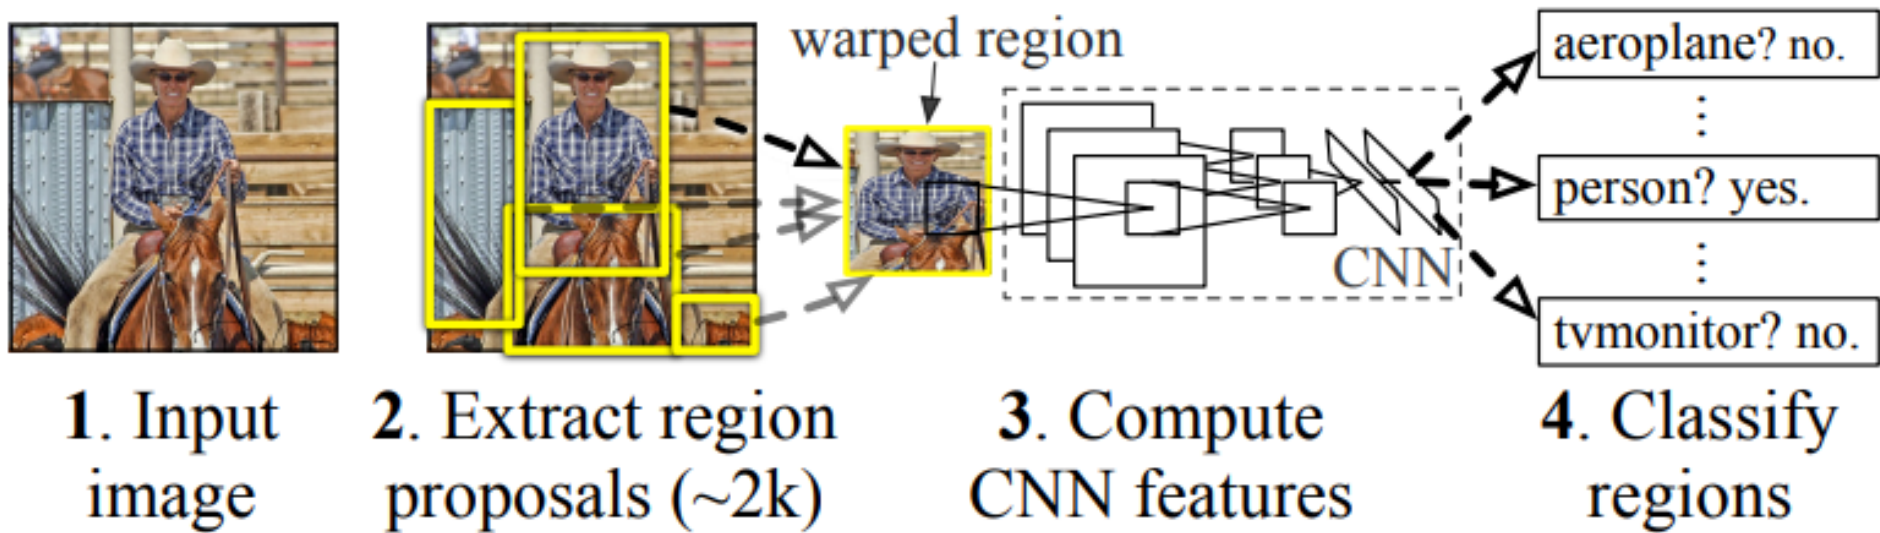 warped region
aeroplane? no.
person? yes.
CNN
tvmonitor? no.
1. Input
image
2. Extract region
proposals (~2k)
3. Compute
CNN features
4. Classify
regions